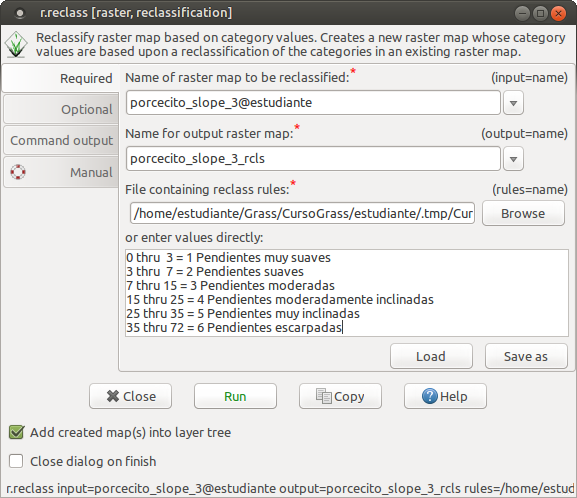 r.reclass [raster, reclassification]
Reclassify raster map based on category values. Creates a new raster map whose category
values are based upon a reclassification of the categories in an existing raster map.
Required
Optional
Command output
Manual
Name of raster map to be reclassified:* (input=name)
porcecito_slope_3@estudiante
Name for output raster map:* (output=name)
porcecito_slope_3_rcls
File containing reclass rules:* (rules=name)
/home/estudiante/Grass/CursoGrass/estudiante/.tmp/Cur Browse
or enter values directly:
0 thru  3 = 1 Pendientes muy suaves
3 thru  7 = 2 Pendientes suaves
7 thru 15 = 3 Pendientes moderadas
15 thru 25 = 4 Pendientes moderadamente inclinadas
25 thru 35 = 5 Pendientes muy inclinadas
35 thru 72 = 6 Pendientes escarpadas
Load Save as
Close Run Copy Help
Add created map(s) into layer tree
Close dialog on finish
r.reclass input=porcecito_slope_3@estudiante output=porcecito_slope_3_rcls rules=/home/estud